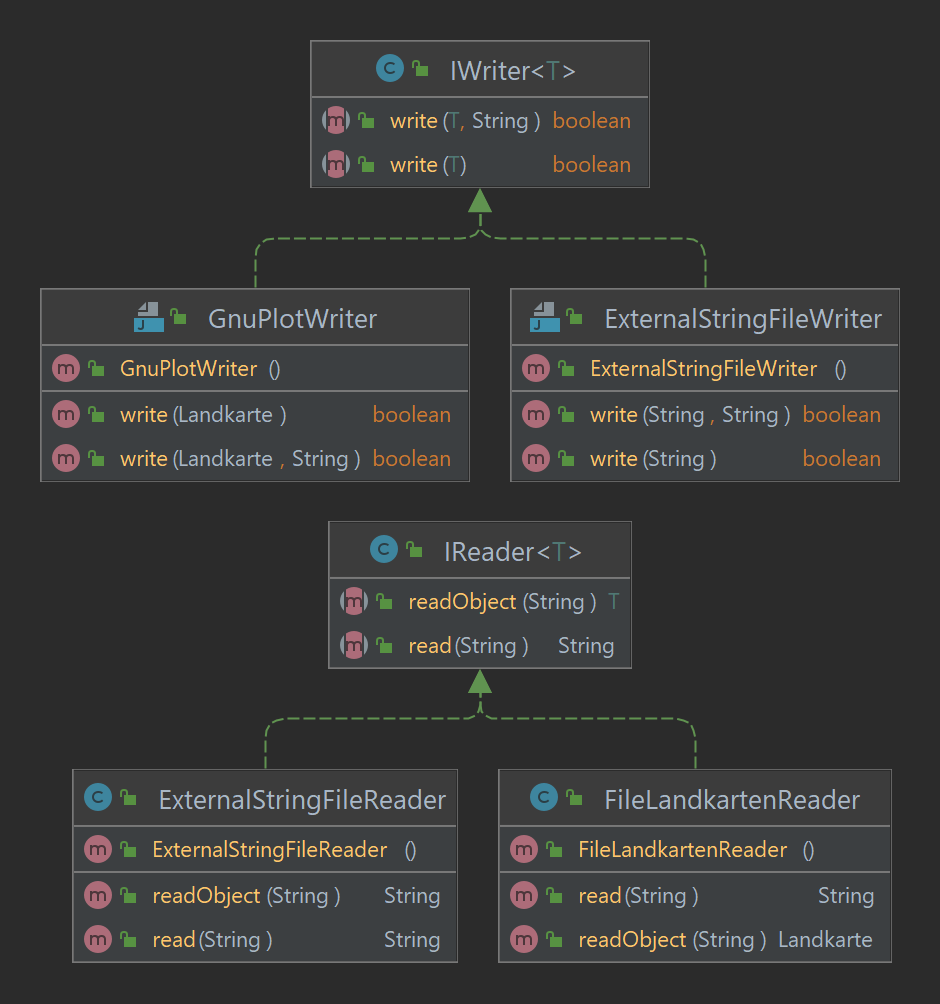 IWriter<T>
write (T, String ) boolean
write (T) boolean
GnuPlotWriter
GnuPlotWriter ()
write (Landkarte ) boolean
write (Landkarte , String ) boolean
ExternalStringFileWriter
ExternalStringFileWriter ()
write (String , String ) boolean
write (String ) boolean
IReader<T>
readObject (String ) T
read (String ) String
ExternalStringFileReader
ExternalStringFileReader ()
readObject (String ) String
read (String ) String
FileLandkartenReader
FileLandkartenReader ()
read (String ) String
readObject (String ) Landkarte